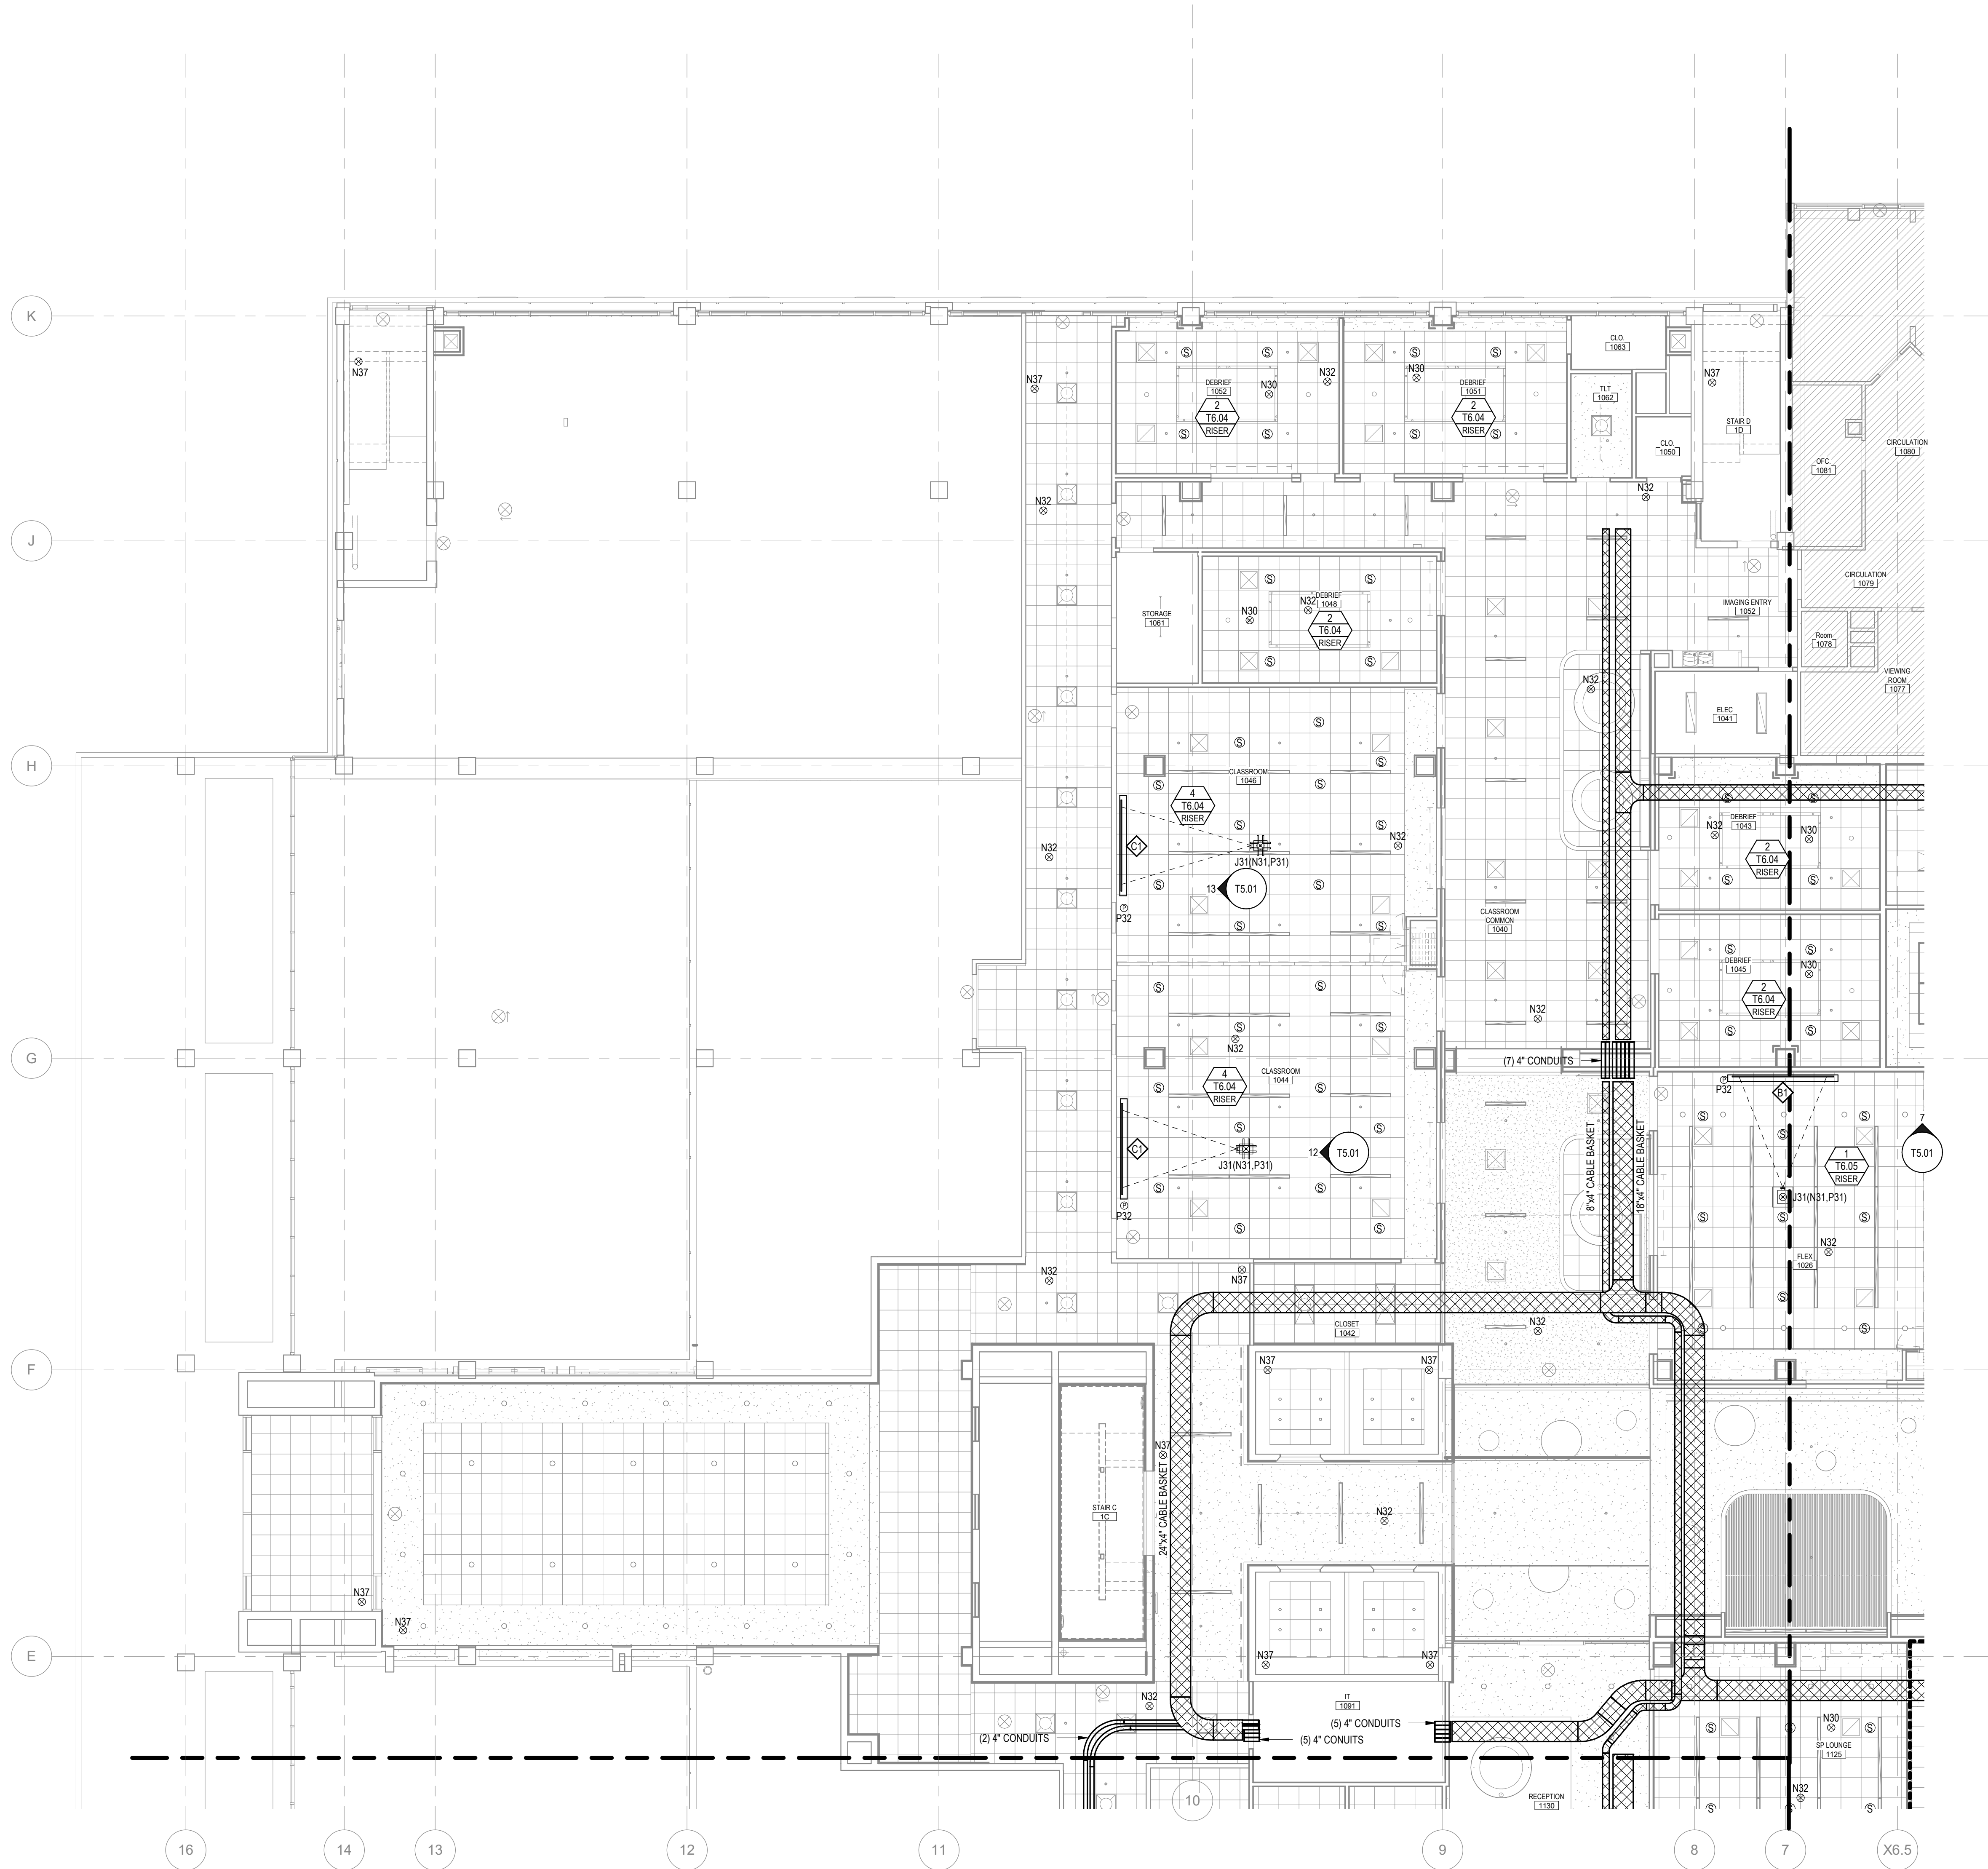 K
J
H
G
F
E
16
14
13
12
11
10
9
8
7
X6.5
N37
N37
N32
N32
N32
N37
N37
DEBRIEF
1052
N30
N32
2
T6.04
RISER
N30
DEBRIEF
1051
2
T6.04
RISER
CLO.
1063
TLT
1062
CLO.
1050
N32
N37
STAIR D
1D
OFC.
1081
CIRCULATION
1080
CIRCULATION
1079
IMAGING ENTRY
1052
Room
1078
VIEWING
ROOM
1077
STORAGE
1061
N30
N32
DEBRIEF
1048
2
T6.04
RISER
N32
ELEC
1041
CLASSROOM
1046
4
T6.04
RISER
C1
J31(N31,P31)
N32
13
T5.01
P32
CLASSROOM
COMMON
1040
DEBRIEF
1043
N32
N30
2
T6.04
RISER
DEBRIEF
1045
N30
2
T6.04
RISER
N32
N32
CLASSROOM
1044
4
T6.04
RISER
(7) 4" CONDUITS
C1
J31(N31,P31)
12
T5.01
P32
P32
B1
8"x4" CABLE BASKET
18"x4" CABLE BASKET
1
T6.05
RISER
7
T5.01
J31(N31,P31)
N32
FLEX
1026
N32
N37
CLOSET
1042
N32
N37
N37
N37
24"x4" CABLE BASKET
STAIR C
1C
N32
N37
N37
N32
IT
1091
(5) 4" CONDUITS
(5) 4" CONUITS
(2) 4" CONDUITS
N30
SP LOUNGE
1125
N32
RECEPTION
1130